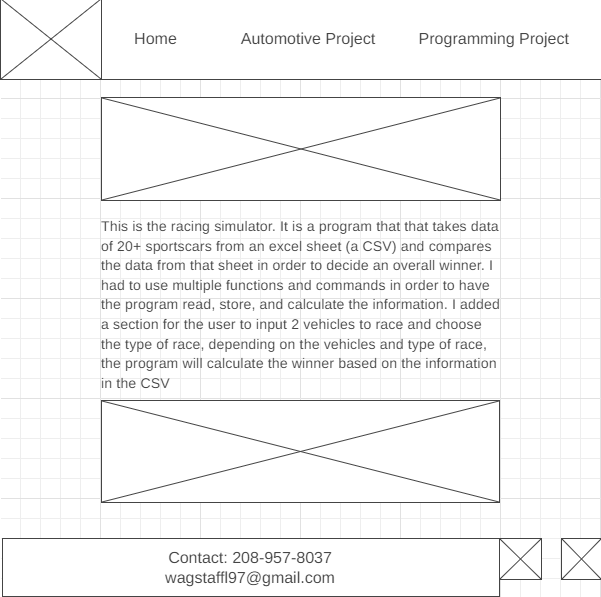 Home Automotive Project Programming Project
This is the racing simulator. It is a program that that takes data
of 20+ sportscars from an excel sheet (a CSV) and compares
the data from that sheet in order to decide an overall winner. I
had to use multiple functions and commands in order to have
the program read, store, and calculate the information. I added
a section for the user to input 2 vehicles to race and choose
the type of race, depending on the vehicles and type of race,
the program will calculate the winner based on the information
in the CSV
Contact: 208-957-8037
wagstaffl97@gmail.com